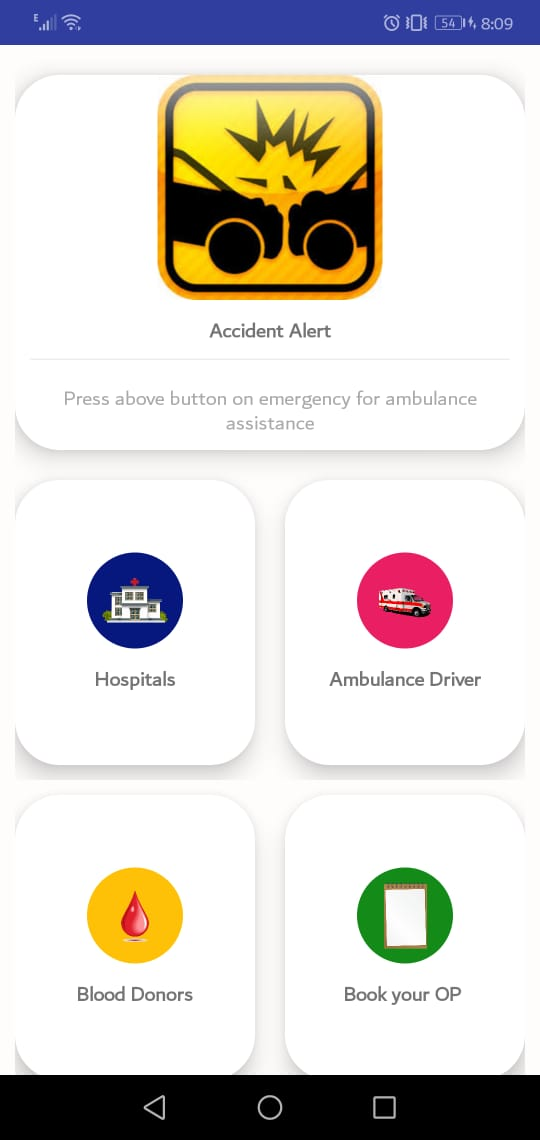 E 54 8:09
Accident Alert
Press above button on emergency for ambulance
assistance
Hospitals
Ambulance Driver
Blood Donors
Book your OP